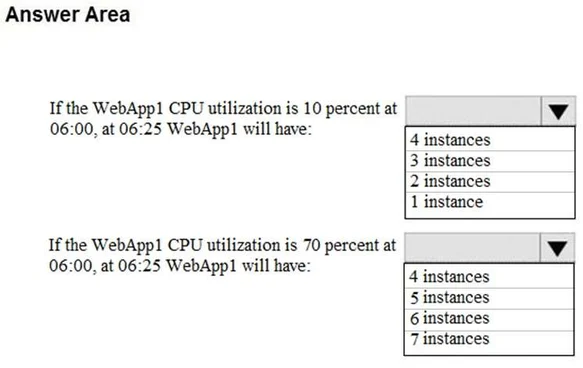 Answer Area
If the WebApp1 CPU utilization is 10 percent at
06:00, at 06:25 WebApp1 will have:
4 instances
3 instances
2 instances
1 instance
If the WebApp1 CPU utilization is 70 percent at
06:00, at 06:25 WebApp1 will have:
4 instances
5 instances
6 instances
7 instances